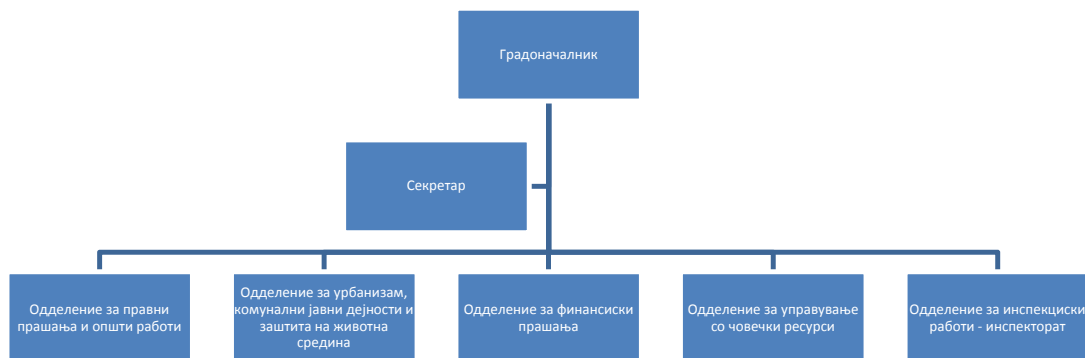 Градоначалник
Секретар
Одделение за правни
прашања и општи работи
Одделение за урбанизам,
комунални јавни дејности и
заштита на животна
средина
Одделение за финансиски
прашања
Одделение за управување
со човечки ресурси
Одделение за инспекциски
работи - инспекторат